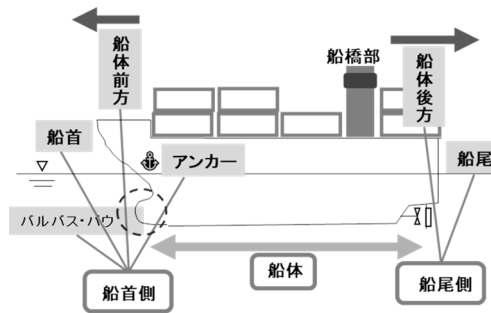 船体前方
船橋部
船体後方
船首
アンカー
船尾
バルバス・バウ
船体
船首側
船尾側